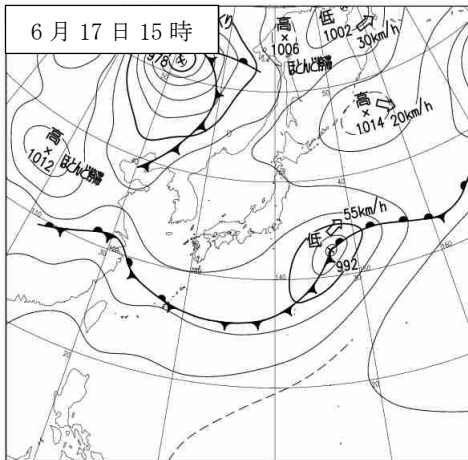 6月17日15時
978
高
1006
ほとんど停滞
低
1002
30km/h
高
1014 20km/h
高
1012
ほとんど停滞
低
55km/h
992